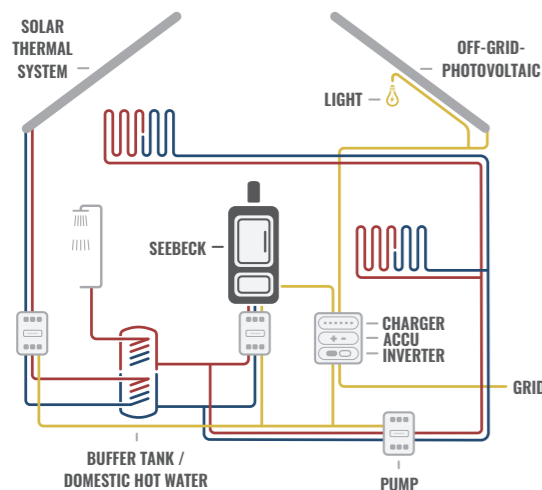 SOLAR
THERMAL
SYSTEM
OFF-GRID-
PHOTOVOLTAIC
LIGHT
SEEBECK
CHARGER
ACCU
INVERTER
GRID
BUFFER TANK /
DOMESTIC HOT WATER
PUMP